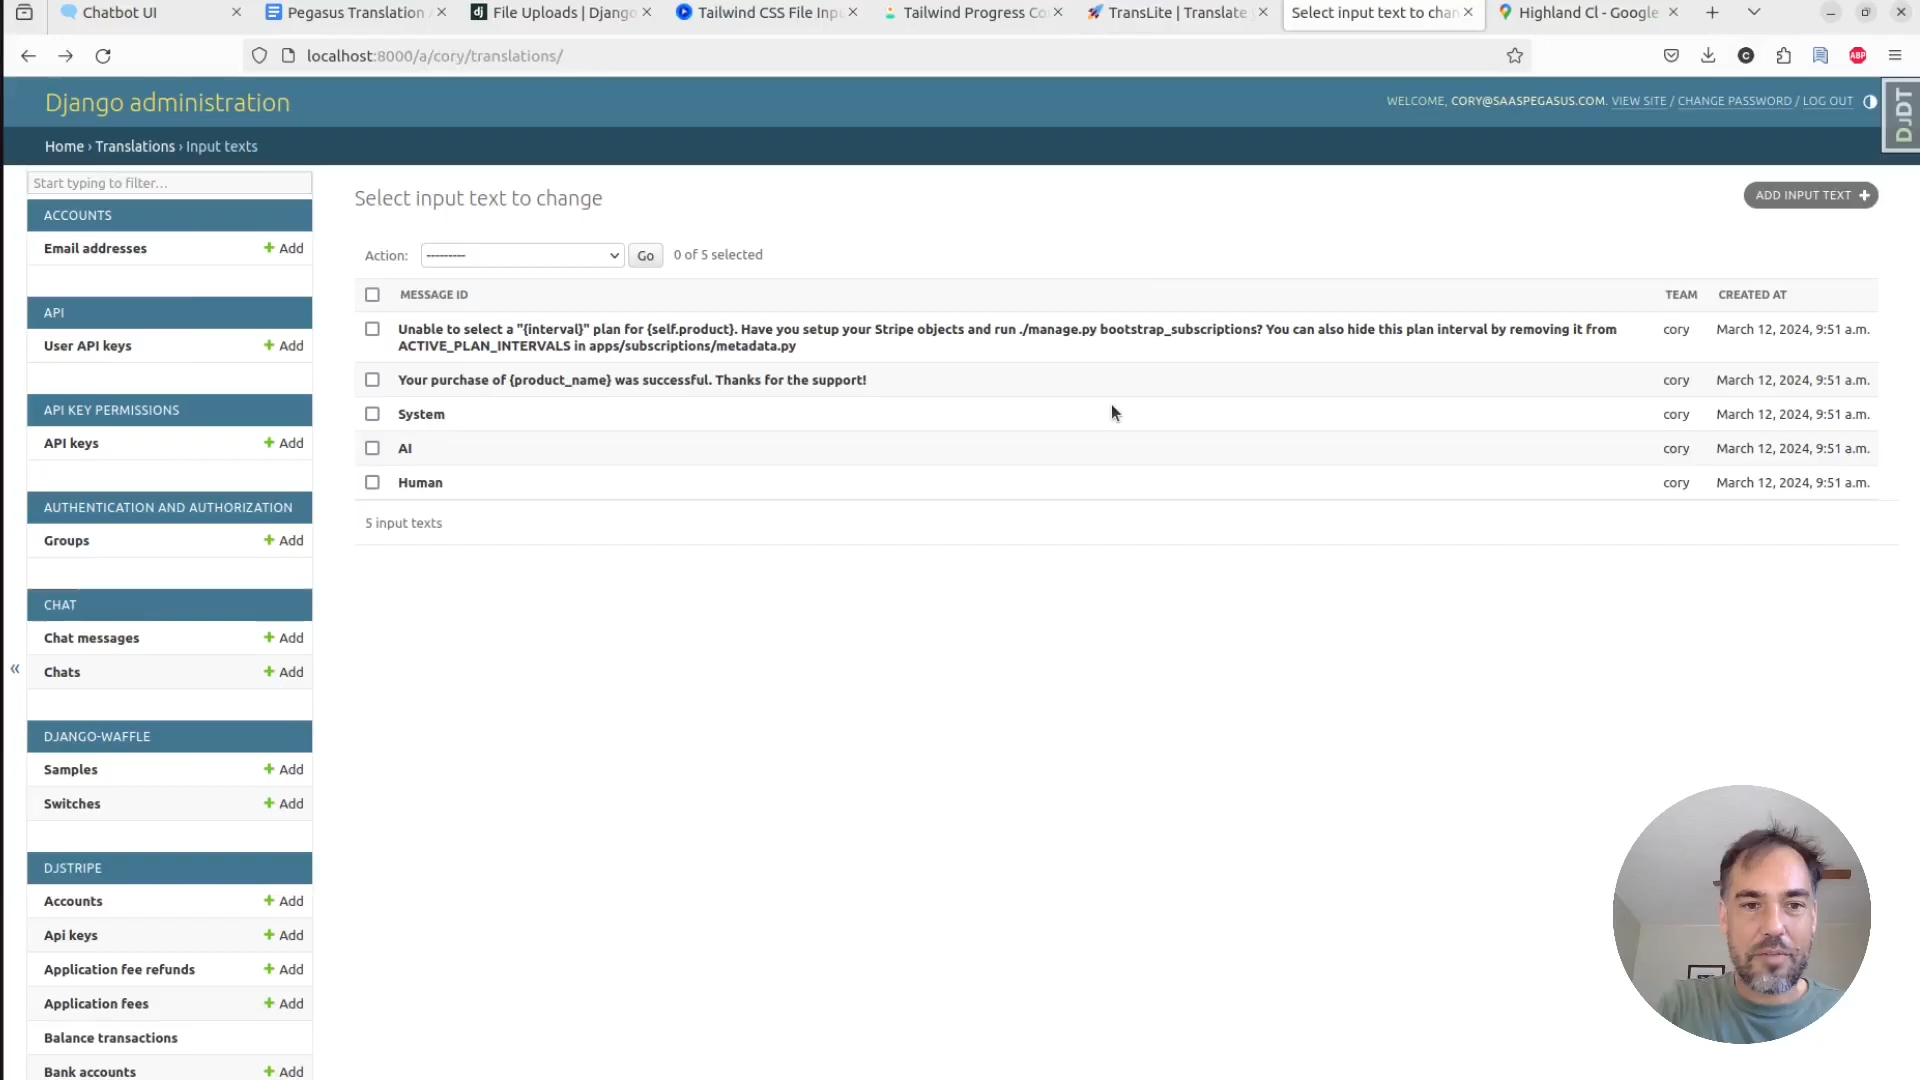 Chatbot UI
Pegasus Translation
File Uploads | Django
Tailwind CSS File Inpu
Tailwind Progress Co
TransLite | Translate
Select input text to chan
Highland Cl - Google
localhost:8000/a/cory/translations/
C
ABP
Django administration
WELCOME, CORY@SAASPEGASUS.COM. VIEW SITE / CHANGE PASSWORD / LOG OUT
DJDT
Home › Translations › Input texts
Start typing to filter…
ACCOUNTS
Email addresses + Add
API
User API keys + Add
API KEY PERMISSIONS
API keys + Add
AUTHENTICATION AND AUTHORIZATION
Groups + Add
CHAT
Chat messages + Add
Chats + Add
«
DJANGO-WAFFLE
Samples + Add
Switches + Add
DJSTRIPE
Accounts + Add
Api keys + Add
Application fee refunds + Add
Application fees + Add
Balance transactions
Bank accounts + Add
Select input text to change
ADD INPUT TEXT +
Action: --------- Go 0 of 5 selected
MESSAGE ID TEAM CREATED AT
Unable to select a "{interval}" plan for {self.product}. Have you setup your Stripe objects and run ./manage.py bootstrap_subscriptions? You can also hide this plan interval by removing it from cory March 12, 2024, 9:51 a.m.
ACTIVE_PLAN_INTERVALS in apps/subscriptions/metadata.py
Your purchase of {product_name} was successful. Thanks for the support! cory March 12, 2024, 9:51 a.m.
System cory March 12, 2024, 9:51 a.m.
AI cory March 12, 2024, 9:51 a.m.
Human cory March 12, 2024, 9:51 a.m.
5 input texts